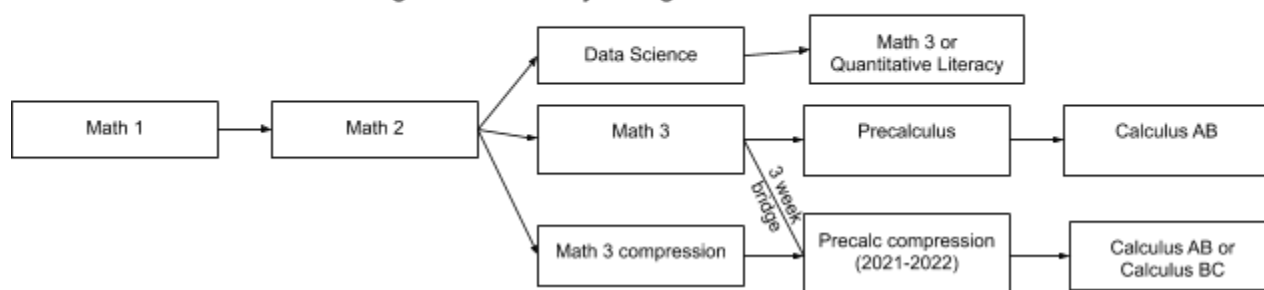 Data Science
Math 3 or
Quantitative Literacy
Math 1
Math 2
Math 3
Precalculus
Calculus AB
3 week
bridge
Math 3 compression
Precalc compression
(2021-2022)
Calculus AB or
Calculus BC